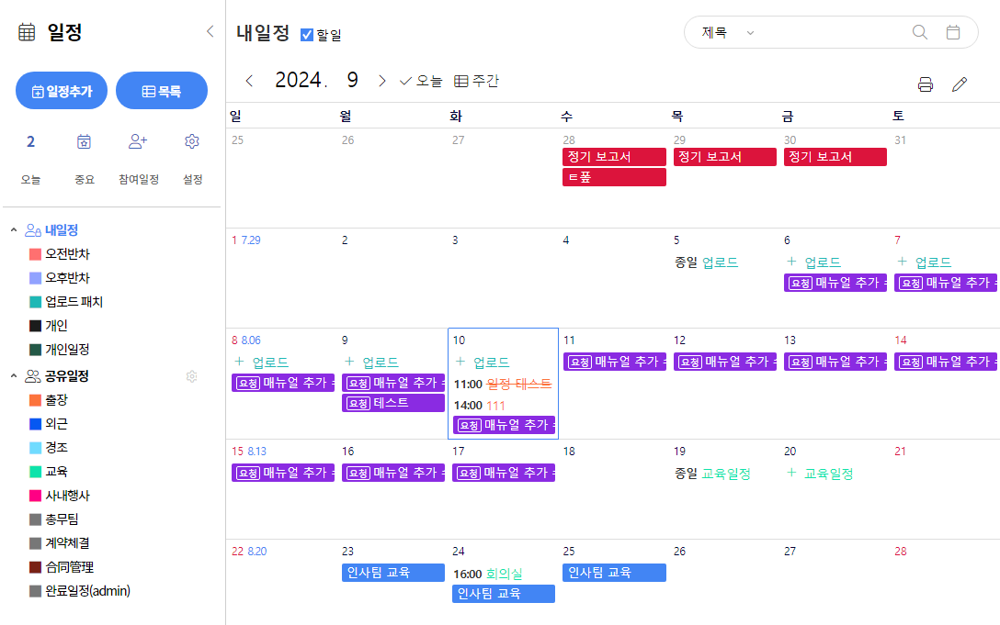 일정
일정추가 목록
2
오늘 중요 참여일정 설정
내일정
오전반차
오후반차
업로드 패치
개인
개인일정
공유일정
출장
외근
경조
교육
사내행사
총무팀
계약체결
合同管理
완료일정(admin)
내일정 할일
제목
2024. 9 오늘 주간
일 월 화 수 목 금 토
25 26 27 28 29 30 31
정기 보고서 정기 보고서 정기 보고서
ㅌ픞
1 7.29 2 3 4 5 6 7
종일 업로드 + 업로드 + 업로드
요청 매뉴얼 추가 요청 매뉴얼 추가
8 8.06 9 10 11 12 13 14
+ 업로드 + 업로드 + 업로드
요청 매뉴얼 추가 요청 매뉴얼 추가 요청 매뉴얼 추가 요청 매뉴얼 추가 요청 매뉴얼 추가 요청 매뉴얼 추가
요청 테스트
11:00 일정 테스트
14:00 111
요청 매뉴얼 추가
15 8.13 16 17 18 19 20 21
요청 매뉴얼 추가 요청 매뉴얼 추가 요청 매뉴얼 추가 종일 교육일정 + 교육일정
22 8.20 23 24 25 26 27 28
인사팀 교육 16:00 회의실 인사팀 교육
인사팀 교육